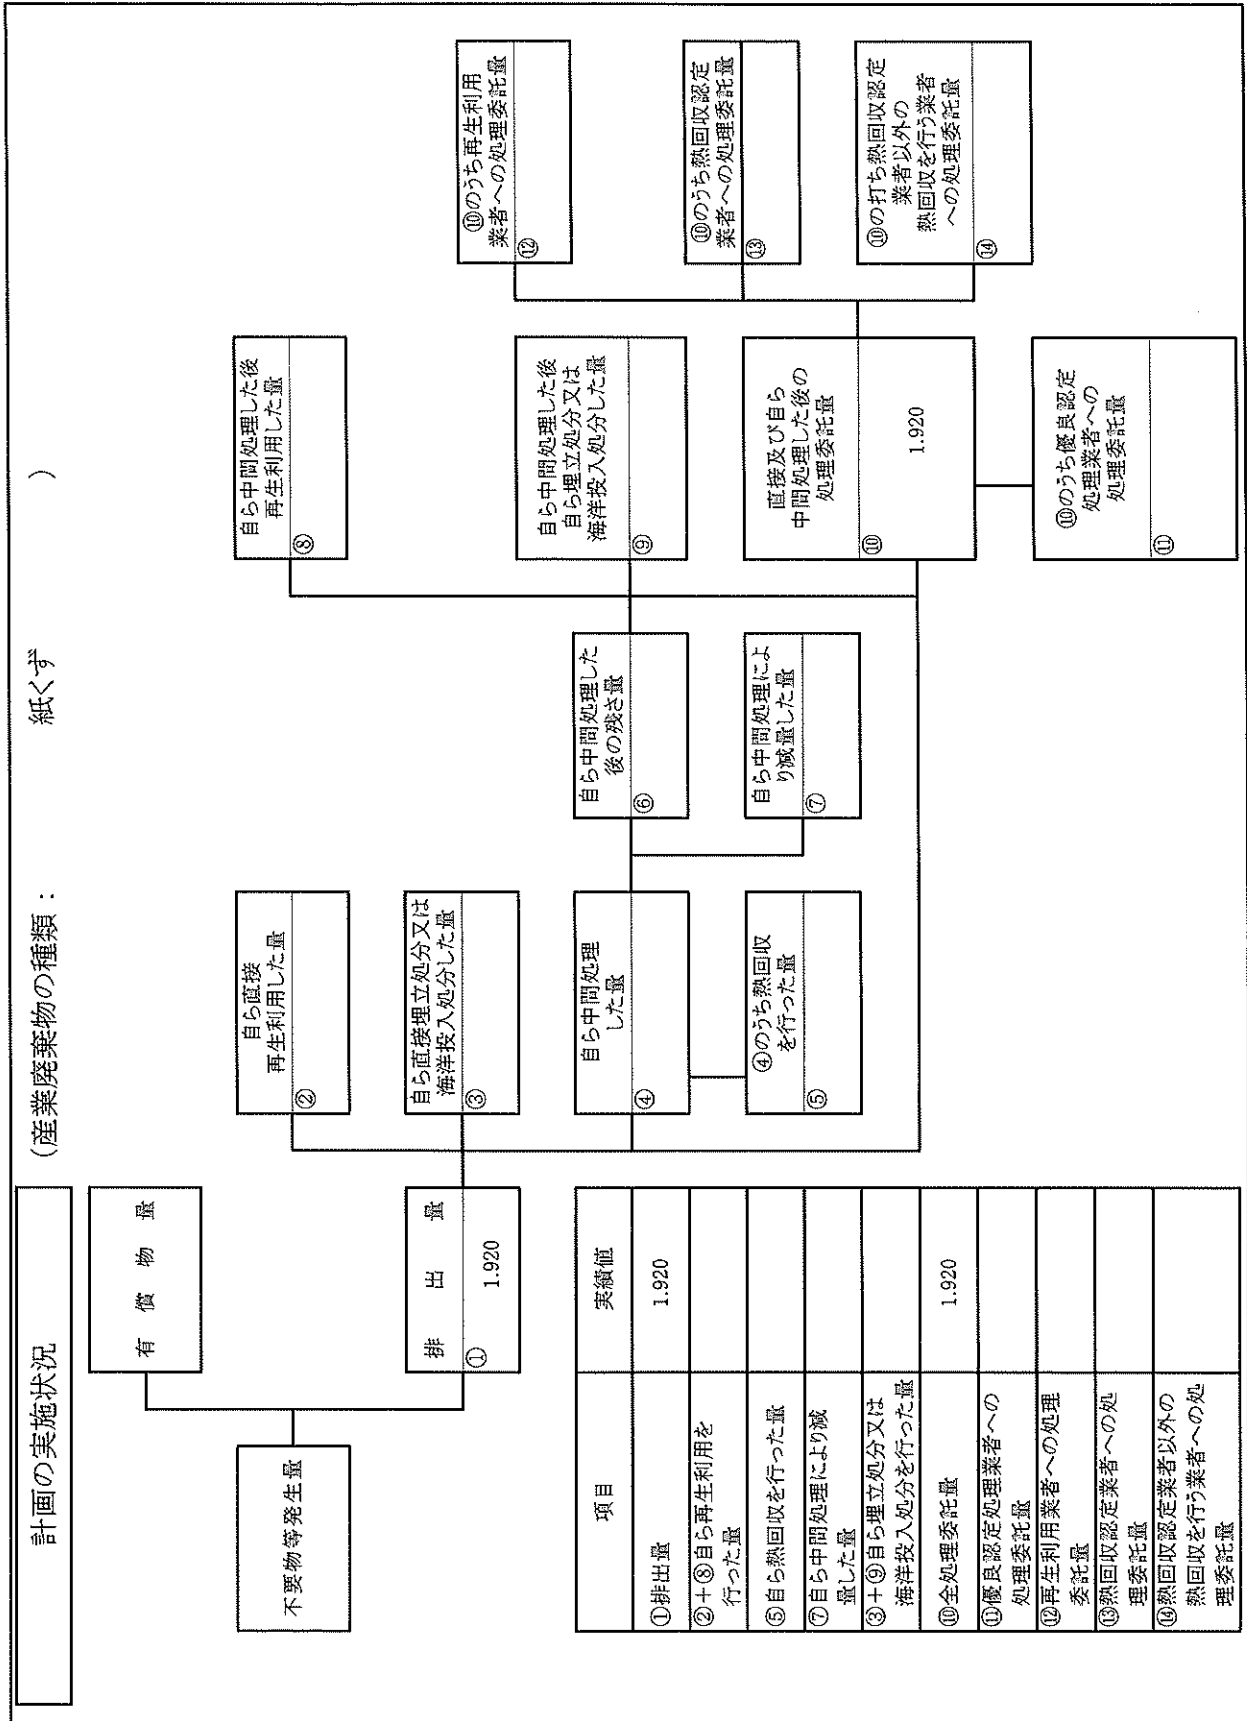 計画の実施状況
(産業廃棄物の種類： 紙くず )
不要物等発生量
有償物量
排出量
①
1.920
自ら直接
再生利用した量
②
自ら直接埋立処分又は
海洋投入処分した量
③
自ら中間処理
した量
④
④のうち熱回収
を行った量
⑤
自ら中間処理した
後の残さ量
⑥
自ら中間処理によ
り減量した量
⑦
自ら中間処理した後
再生利用した量
⑧
自ら中間処理した後
自ら埋立処分又は
海洋投入処分した量
⑨
直接及び自ら
中間処理した後の
処理委託量
⑩
1.920
⑩のうち優良認定
処理業者への
処理委託量
⑪
⑩のうち再生利用
業者への処理委託量
⑫
⑩のうち熱回収認定
業者への処理委託量
⑬
⑩の打ち熱回収認定
業者以外の
熱回収を行う業者
への処理委託量
⑭
項目 実績値
①排出量 1.920
②＋⑧自ら再生利用を
行った量
⑤自ら熱回収を行った量
⑦自ら中間処理により減
量した量
③＋⑨自ら埋立処分又は
海洋投入処分を行った量
⑩全処理委託量 1.920
⑪優良認定処理業者への
処理委託量
⑫再生利用業者への処理
委託量
⑬熱回収認定業者への処
理委託量
⑭熱回収認定業者以外の
熱回収を行う業者への処
理委託量